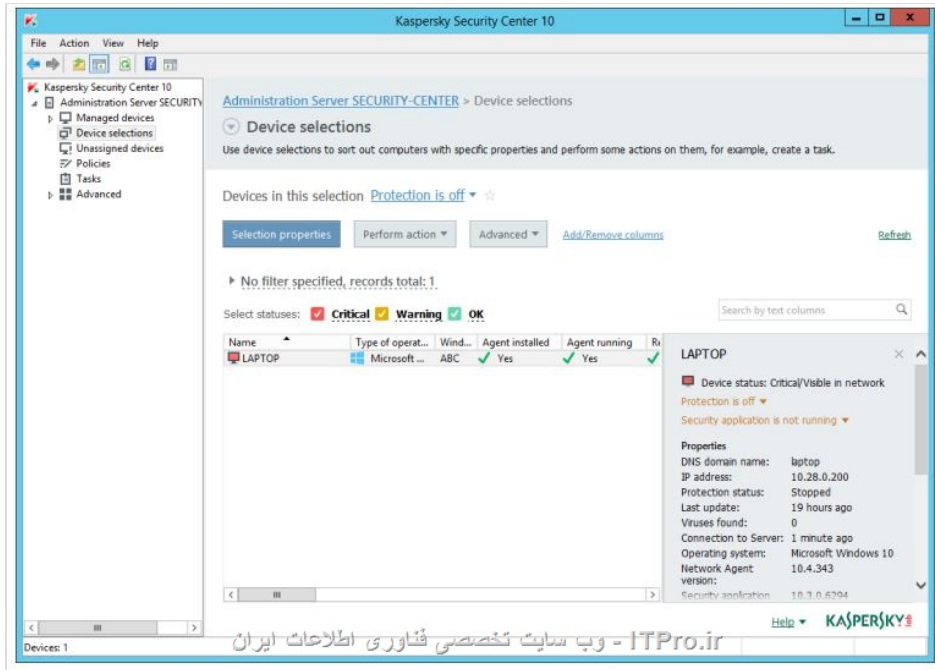 Kaspersky Security Center 10
File Action View Help
Kaspersky Security Center 10
Administration Server SECURITY
Managed devices
Device selections
Unassigned devices
Policies
Tasks
Advanced
Administration Server SECURITY-CENTER > Device selections
Device selections
Use device selections to sort out computers with specific properties and perform some actions on them, for example, create a task.
Devices in this selection Protection is off
Selection properties Perform action Advanced Add/Remove columns Refresh
No filter specified, records total: 1
Select statuses: Critical Warning OK
Search by text columns
Name Type of operat... Wind... Agent installed Agent running Re
LAPTOP Microsoft ... ABC Yes Yes
LAPTOP
Device status: Critical/Visible in network
Protection is off
Security application is not running
Properties
DNS domain name: laptop
IP address: 10.28.0.200
Protection status: Stopped
Last update: 19 hours ago
Viruses found: 0
Connection to Server: 1 minute ago
Operating system: Microsoft Windows 10
Network Agent version: 10.4.343
Security application 10.3.0.6294
Help KASPERSKY lab
Devices: 1
ITPro.ir - وب سایت تخصصی فناوری اطلاعات ایران